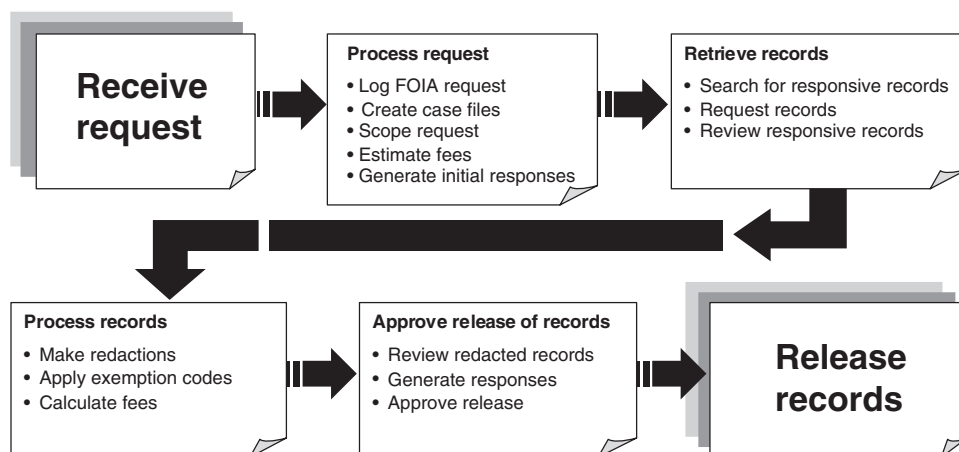 Receive
request
Process request
• Log FOIA request
• Create case files
• Scope request
• Estimate fees
• Generate initial responses
Retrieve records
• Search for responsive records
• Request records
• Review responsive records
Process records
• Make redactions
• Apply exemption codes
• Calculate fees
Approve release of records
• Review redacted records
• Generate responses
• Approve release
Release
records